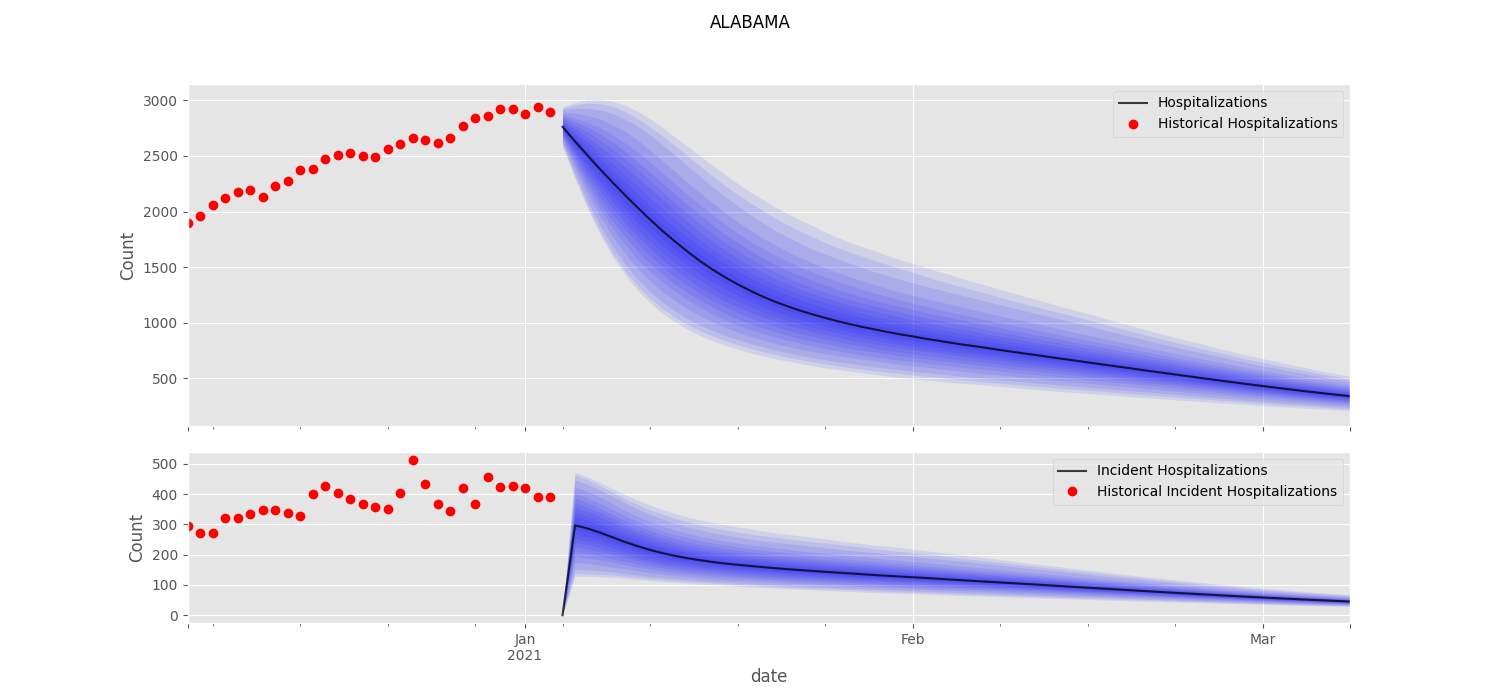 ALABAMA
3000
2500
2000
1500
1000
500
Count
Hospitalizations
Historical Hospitalizations
500
400
300
200
100
0
Count
Incident Hospitalizations
Historical Incident Hospitalizations
Jan
2021
Feb
Mar
date